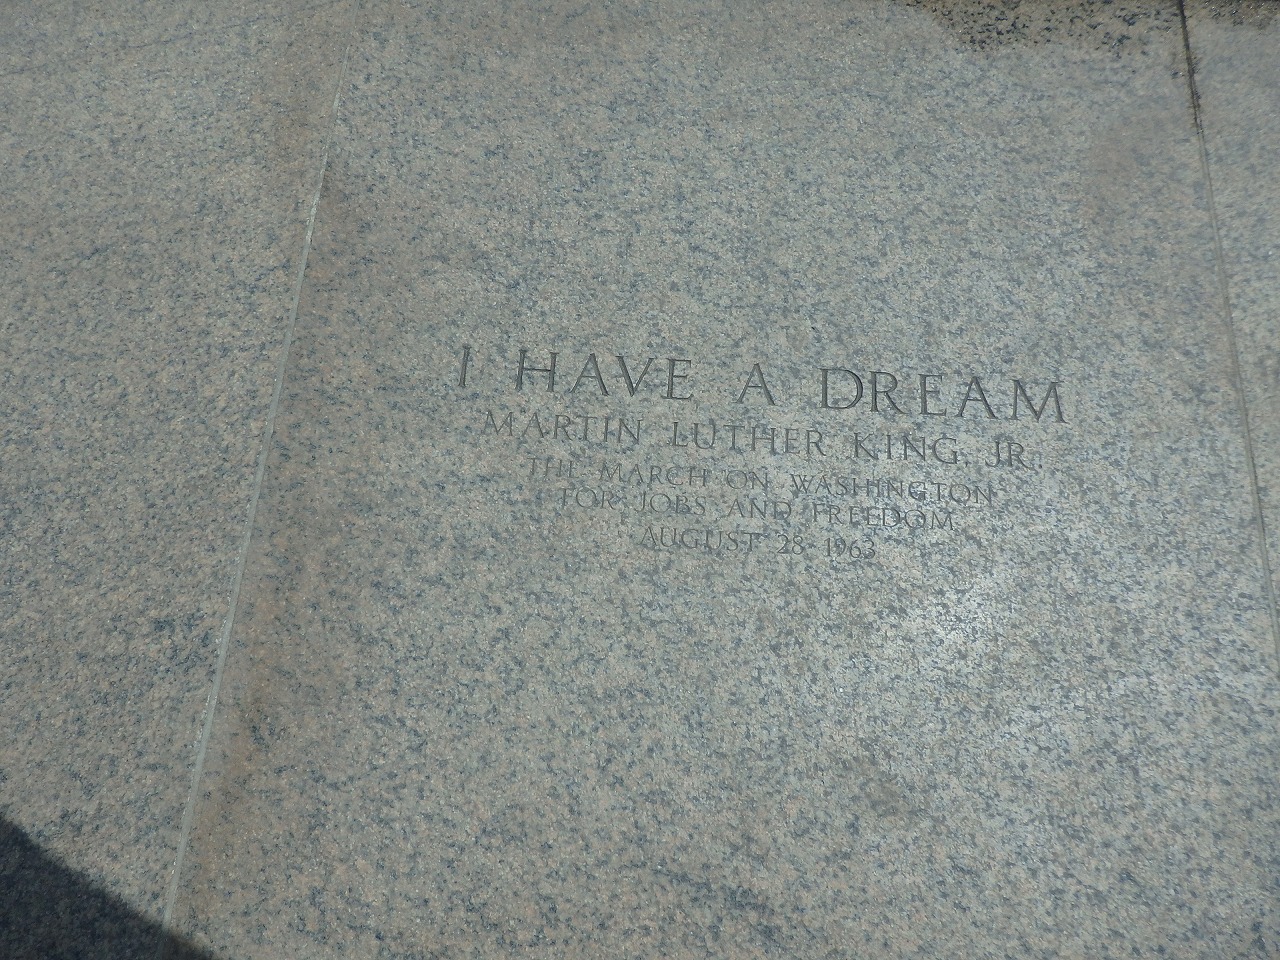 I HAVE A DREAM
MARTIN LUTHER KING, JR.
THE MARCH ON WASHINGTON
FOR JOBS AND FREEDOM
AUGUST 28 1963